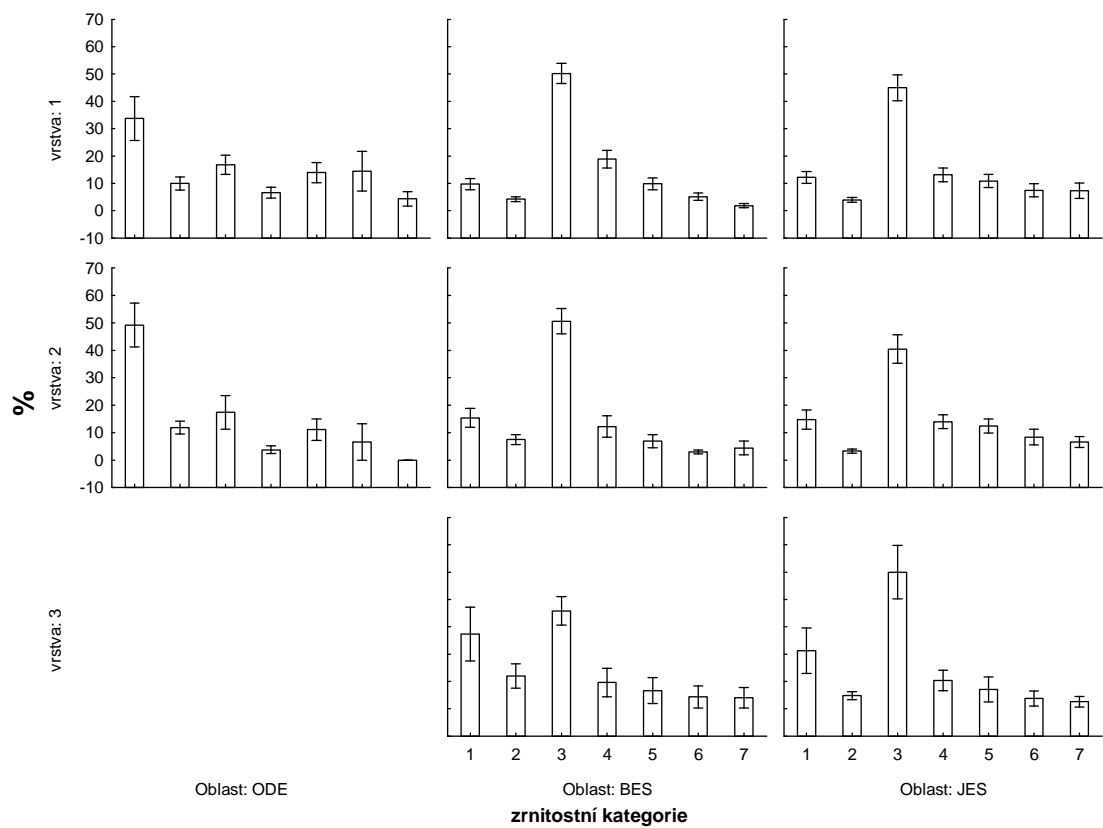 70
60
50
40
30
20
10
0
-10
vrstva: 1
70
60
50
40
30
20
10
0
-10
%
vrstva: 2
vrstva: 3
1 2 3 4 5 6 7
1 2 3 4 5 6 7
Oblast: ODE
Oblast: BES
Oblast: JES
zrnitostní kategorie